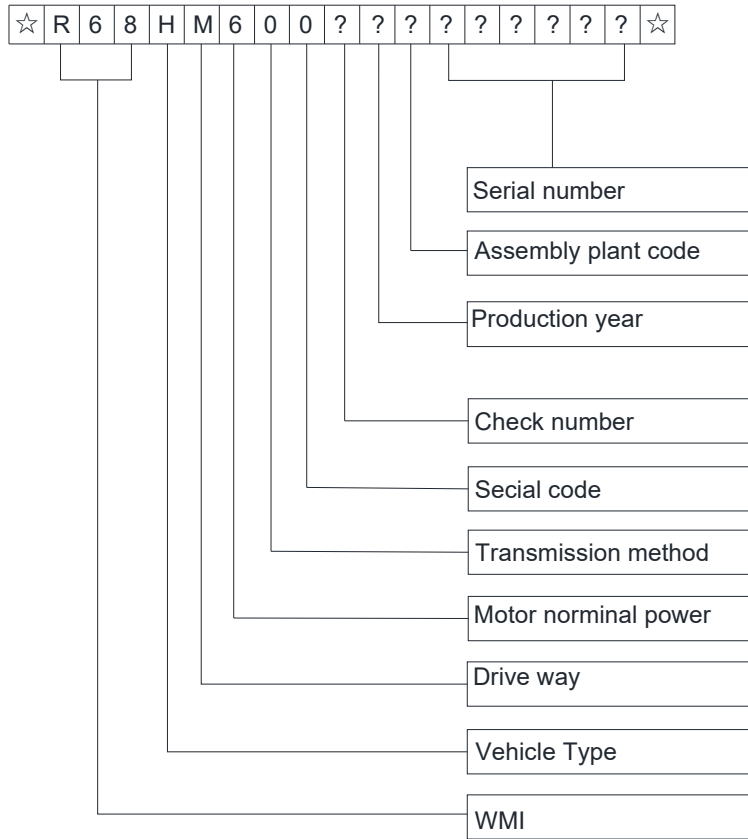 ☆ R 6 8 H M 6 0 0 ? ? ? ? ? ? ? ? ? ☆
Serial number
Assembly plant code
Production year
Check number
Secial code
Transmission method
Motor norminal power
Drive way
Vehicle Type
WMI